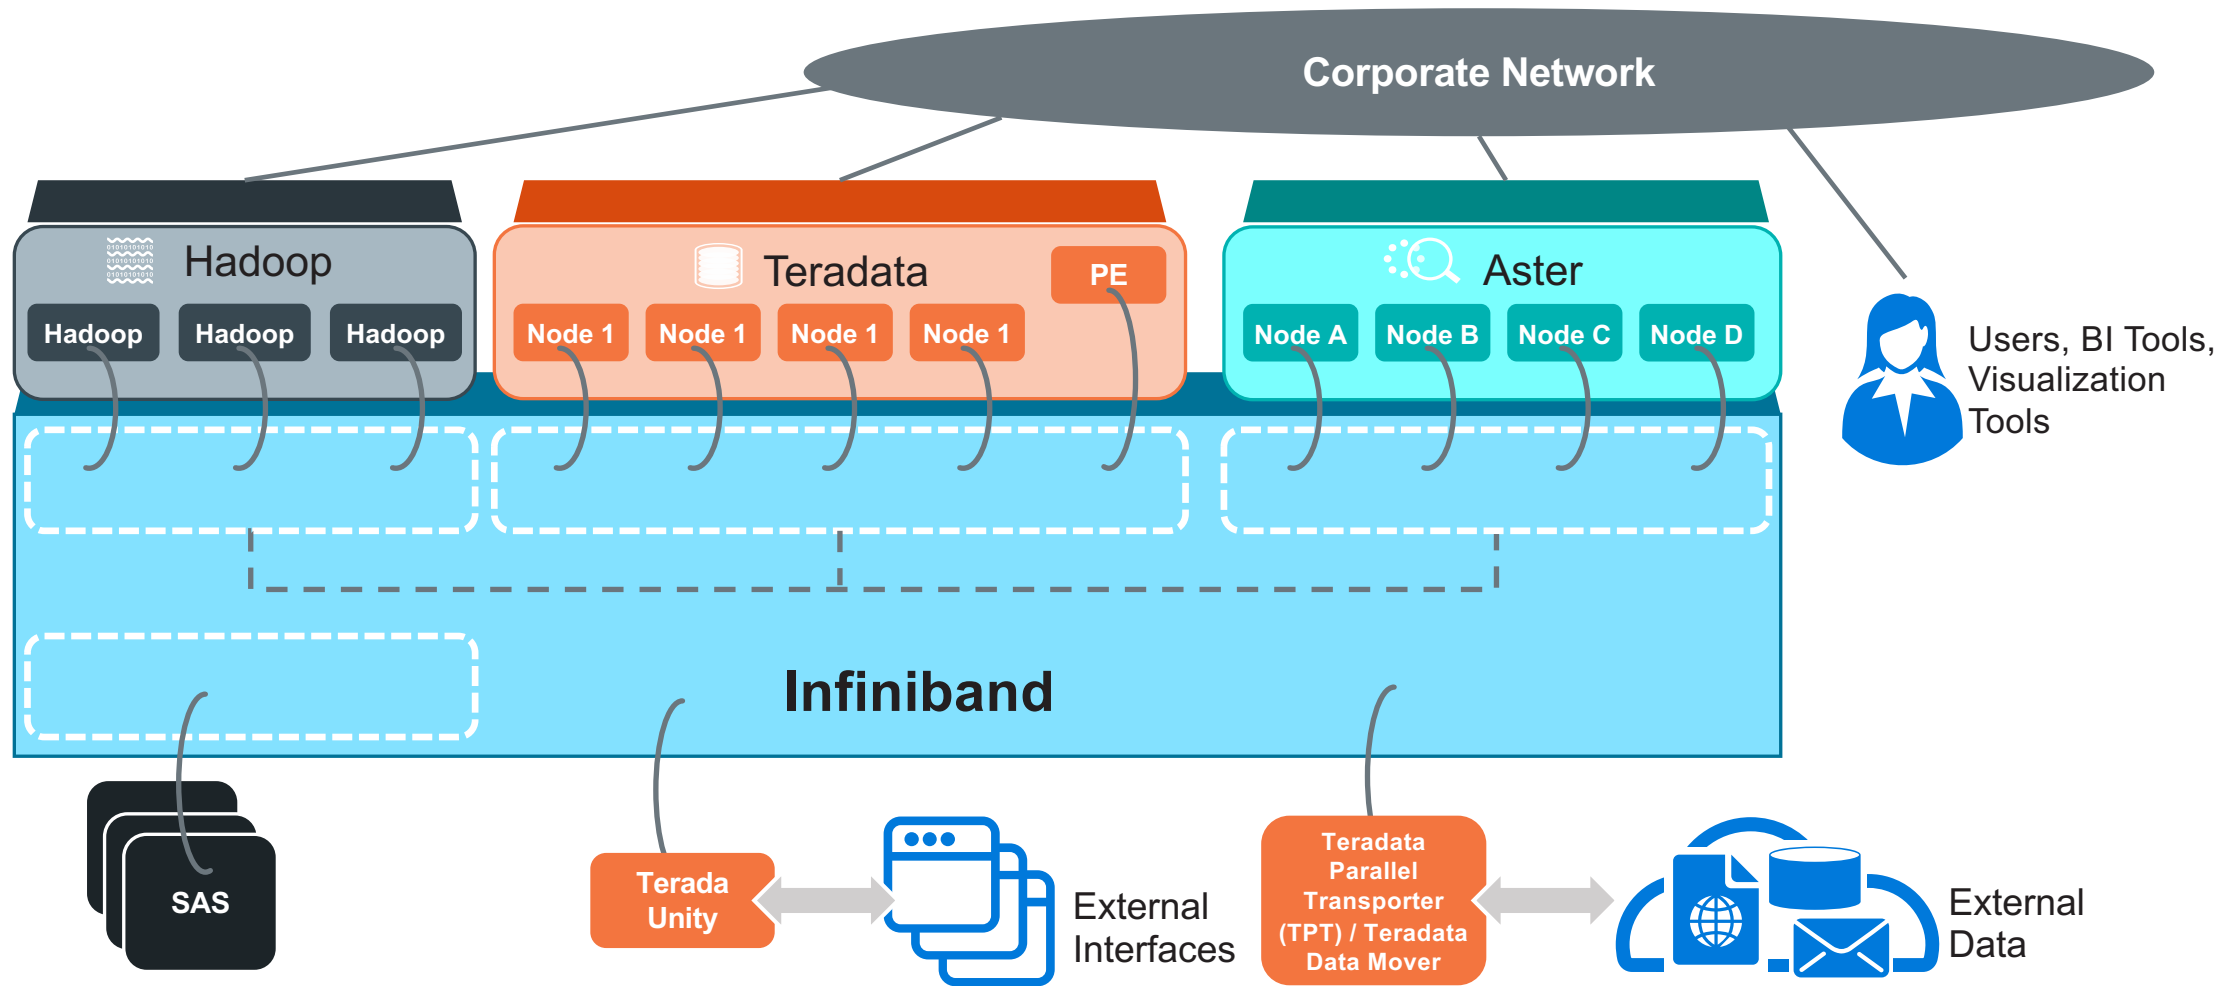 Corporate Network
Hadoop
Teradata
PE
Aster
Hadoop
Hadoop
Hadoop
Node 1
Node 1
Node 1
Node 1
Node A
Node B
Node C
Node D
Users, BI Tools,
Visualization
Tools
Infiniband
SAS
Terada
Unity
External
Interfaces
Teradata
Parallel
Transporter
(TPT) / Teradata
Data Mover
External
Data